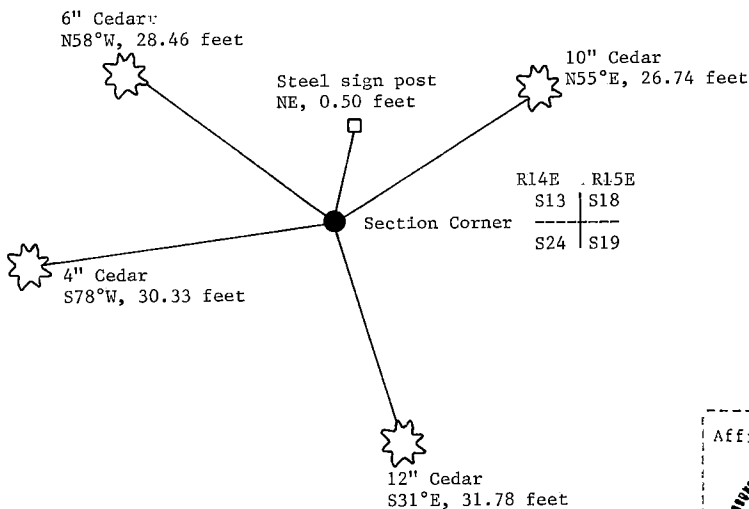 6" Cedar
N58°W, 28.46 feet
10" Cedar
N55°E, 26.74 feet
Steel sign post
NE, 0.50 feet
R14E R15E
S13 S18
Section Corner
S24 S19
4" Cedar
S78°W, 30.33 feet
12" Cedar
S31°E, 31.78 feet